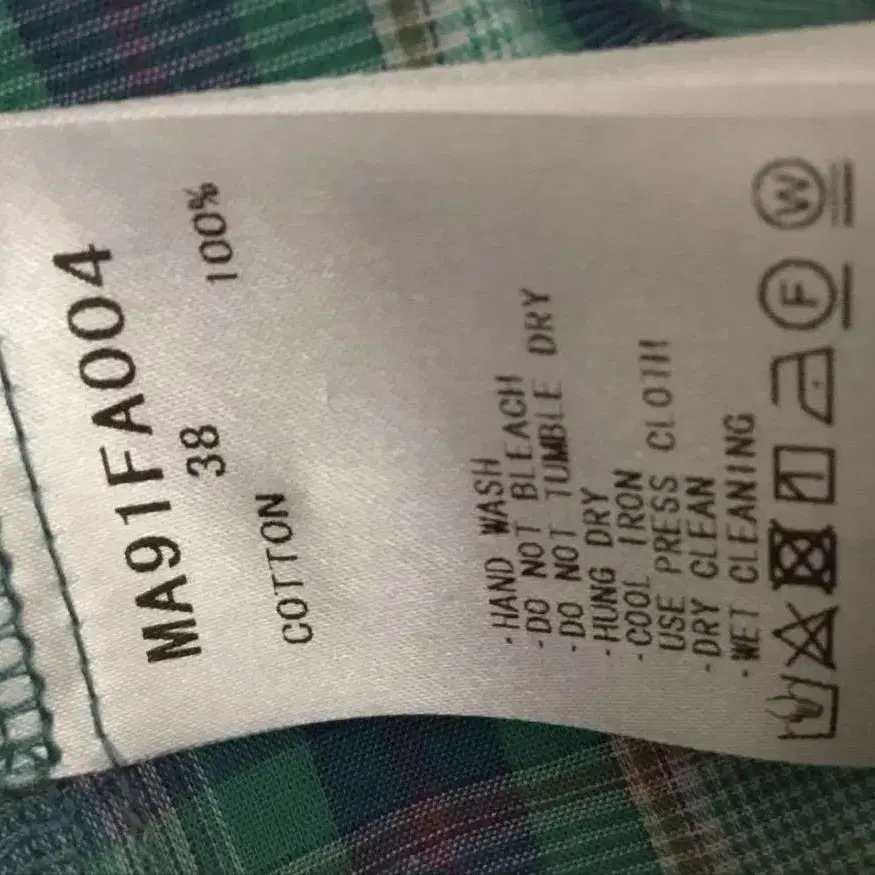 MA91FA004
38
COTTON 100%
・HAND WASH
・DO NOT BLEACH
・DO NOT TUMBLE DRY
・HUNG DRY
・COOL IRON
USE PRESS CLOTH
・DRY CLEAN
・WET CLEANING
F W